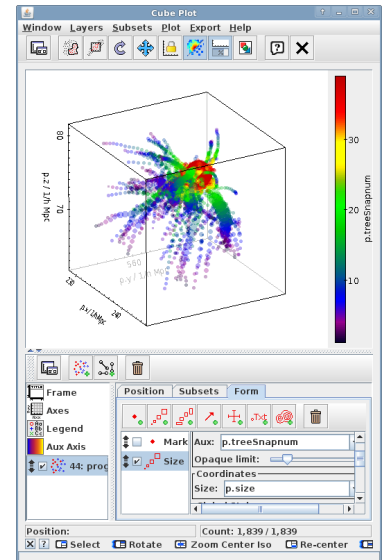 Cube Plot
Window Layers Subsets Plot Export Help
80
70
p.z / 1/h Mpc
560
p.y / 1/h Mpc
230
240
p.x / 1/h Mpc
30
20
10
p.treeSnapnum
Frame
Axes
Legend
Aux Axis
44: prog
Position Subsets Form
Mark
Size
Aux: p.treeSnapnum
Opaque limit:
Coordinates
Size: p.size
Position:
Count: 1,839 / 1,839
Select Rotate Zoom Center Iso Re-center